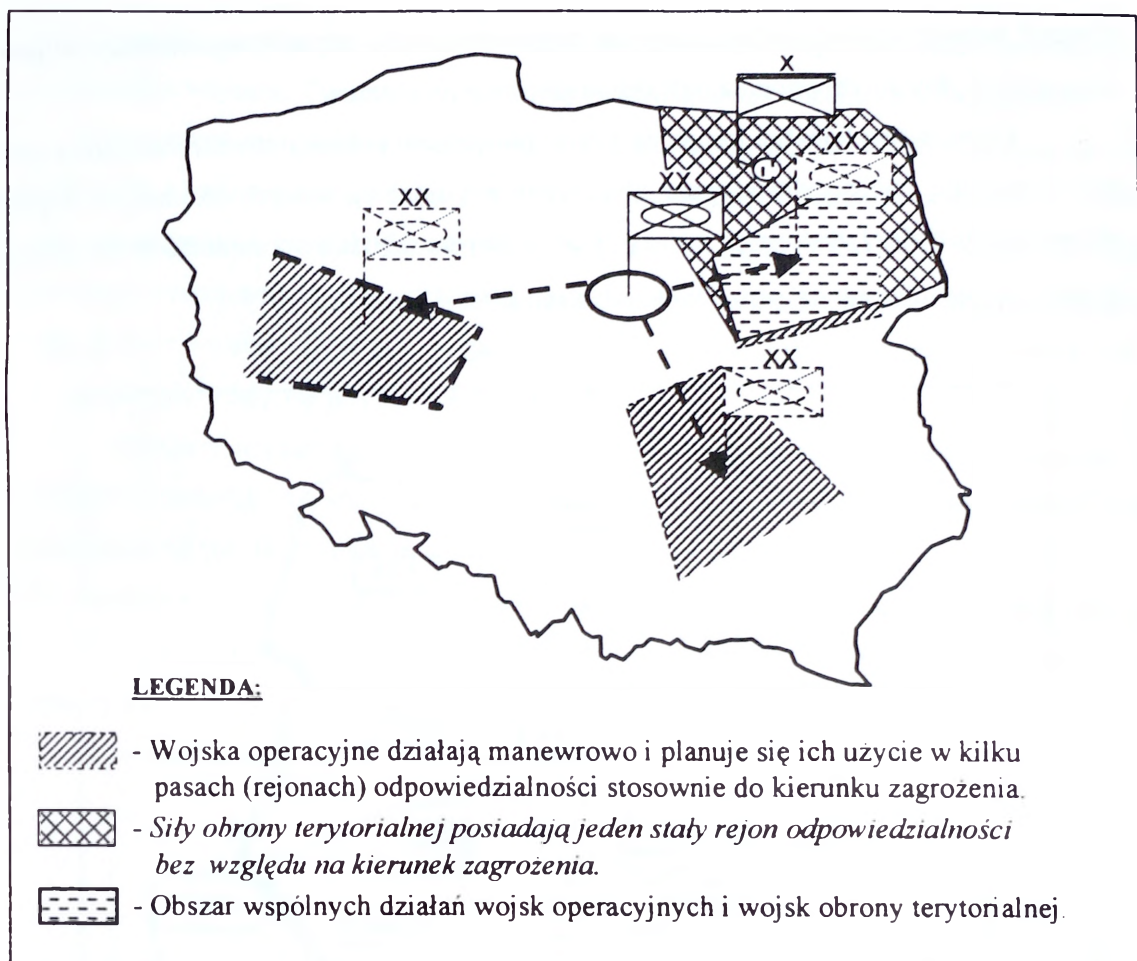 X
XX
XX
XX
XX
LEGENDA:
- Wojska operacyjne działają manewrowo i planuje się ich użycie w kilku
pasach (rejonach) odpowiedzialności stosownie do kierunku zagrożenia.
- Siły obrony terytorialnej posiadają jeden stały rejon odpowiedzialności
bez względu na kierunek zagrożenia.
- Obszar wspólnych działań wojsk operacyjnych i wojsk obrony terytorialnej.